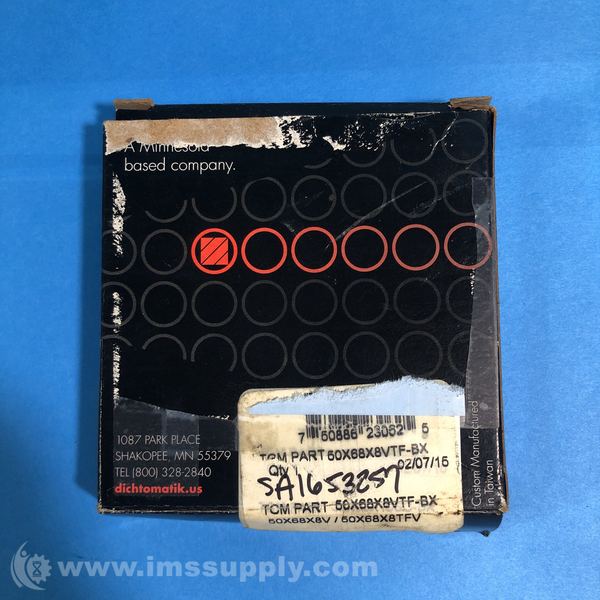 A Minnesota
based company.
1087 PARK PLACE
SHAKOPEE, MN 55379
TEL (800) 328-2840
dichtomatik.us
7 50886 23052 5
TCM PART 50X68X8VTF-BX
Qty 1
02/07/15
SA1653257
TCM PART 50X68X8VTF-BX
50X68X8V / 50X68X8TFV
Custom Manufactured
in Taiwan
www.imssupply.com